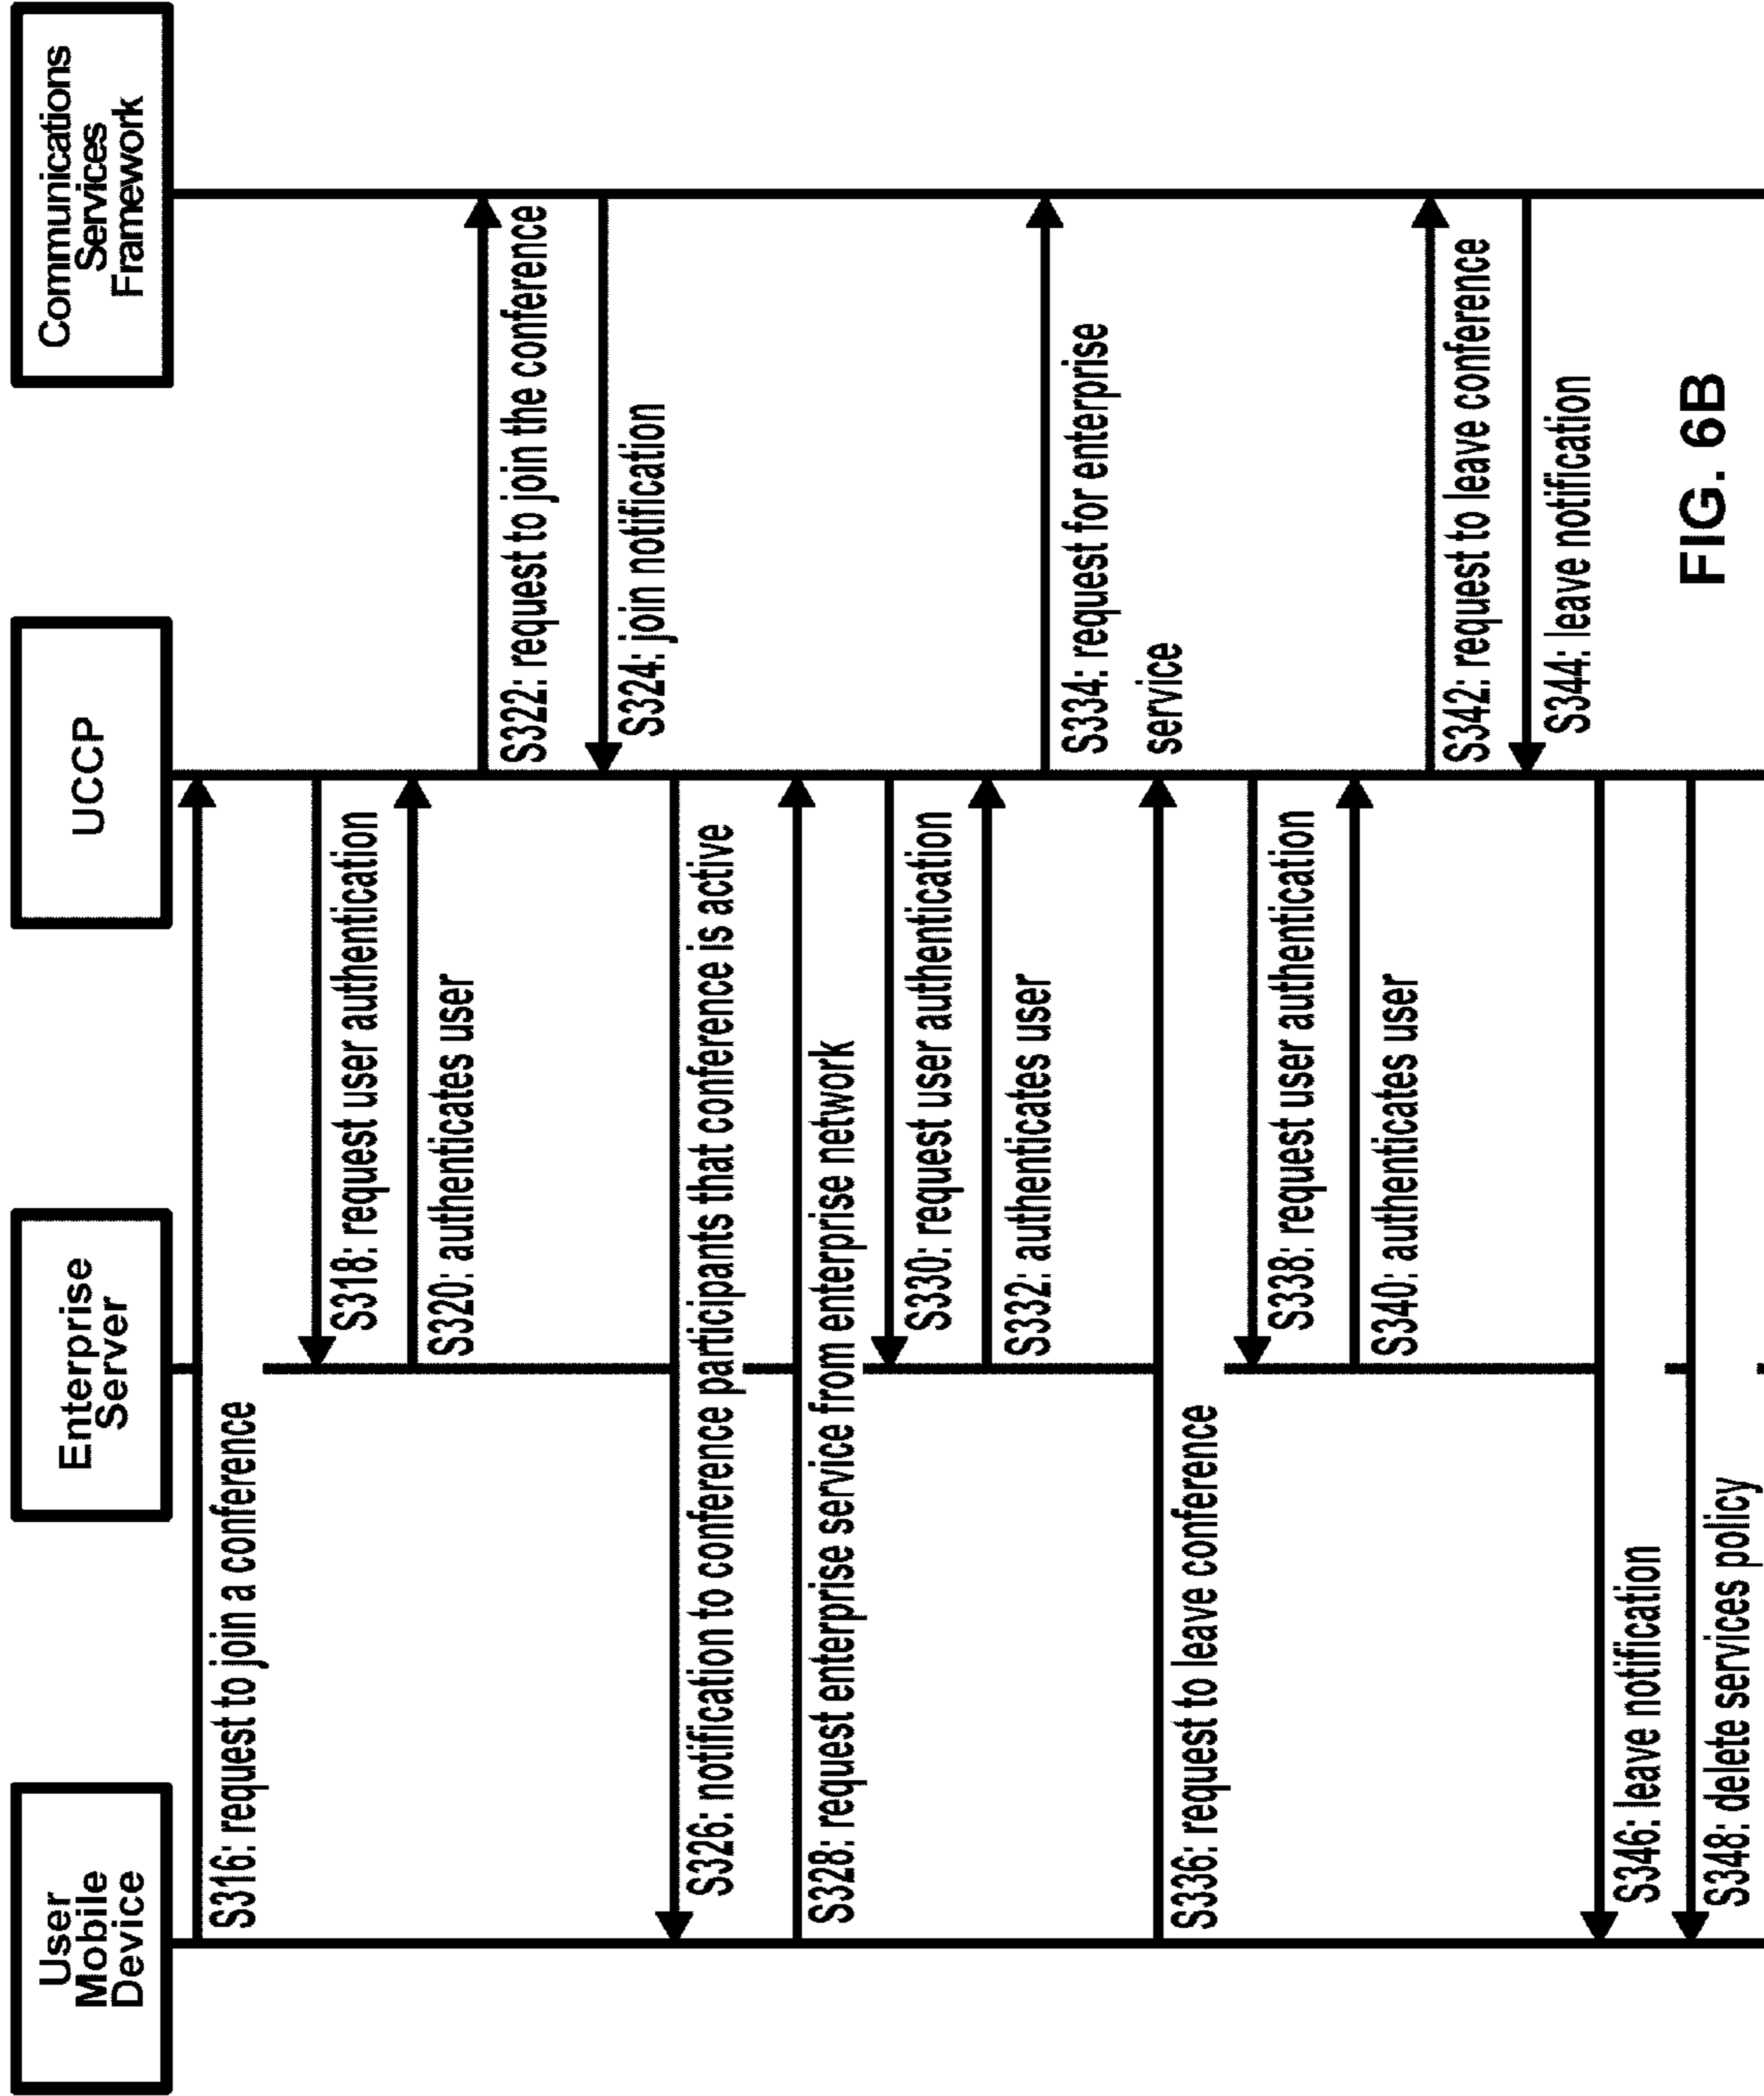 User
Mobile
Device
Enterprise
Server
UCCP
Communications
Services
Framework
S316: request to join a conference
S318: request user authentication
S320: authenticates user
S322: request to join the conference
S324: join notification
S326: notification to conference participants that conference is active
S328: request enterprise service from enterprise network
S330: request user authentication
S332: authenticates user
S334: request for enterprise
service
S336: request to leave conference
S338: request user authentication
S340: authenticates user
S342: request to leave conference
S344: leave notification
S346: leave notification
S348: delete services policy
FIG. 6B